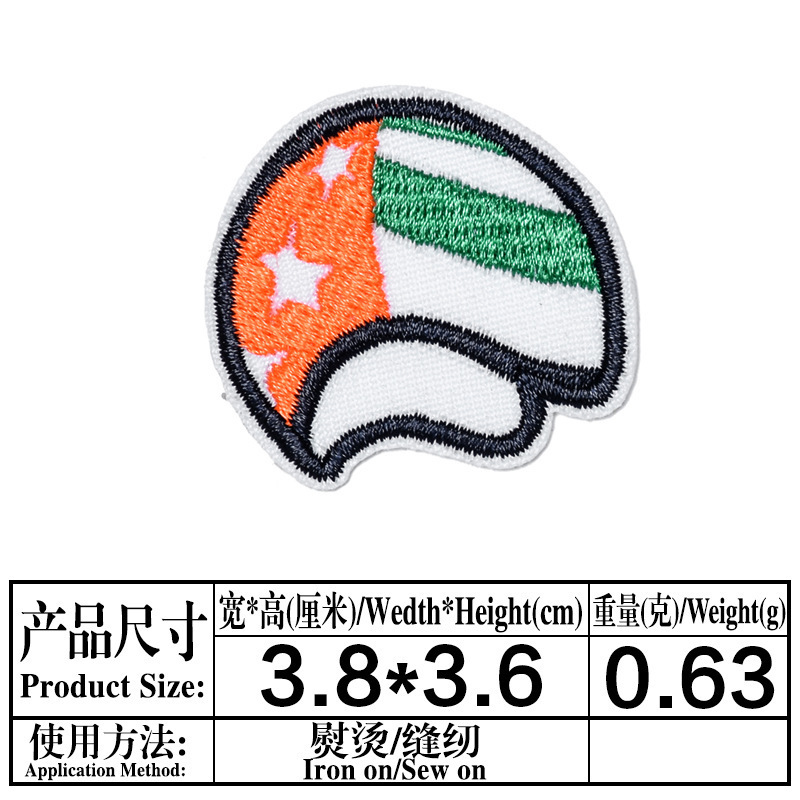 产品尺寸
Product Size:
宽*高(厘米)/Wedth*Height(cm)
重量(克)/Weight(g)
3.8*3.6
0.63
使用方法:
Application Method:
熨烫/缝纫
Iron on/Sew on